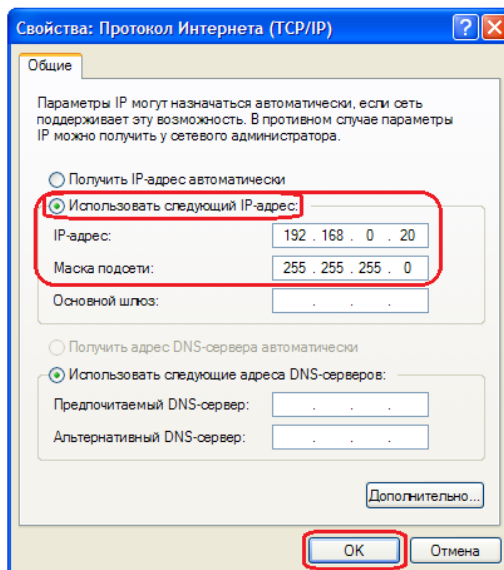 Свойства: Протокол Интернета (TCP/IP)
Общие
Параметры IP могут назначаться автоматически, если сеть
поддерживает эту возможность. В противном случае параметры
IP можно получить у сетевого администратора.
Получить IP-адрес автоматически
Использовать следующий IP-адрес:
IP-адрес: 192 . 168 . 0 . 20
Маска подсети: 255 . 255 . 255 . 0
Основной шлюз: . . .
Получить адрес DNS-сервера автоматически
Использовать следующие адреса DNS-серверов:
Предпочитаемый DNS-сервер: . . .
Альтернативный DNS-сервер: . . .
Дополнительно...
OK Отмена